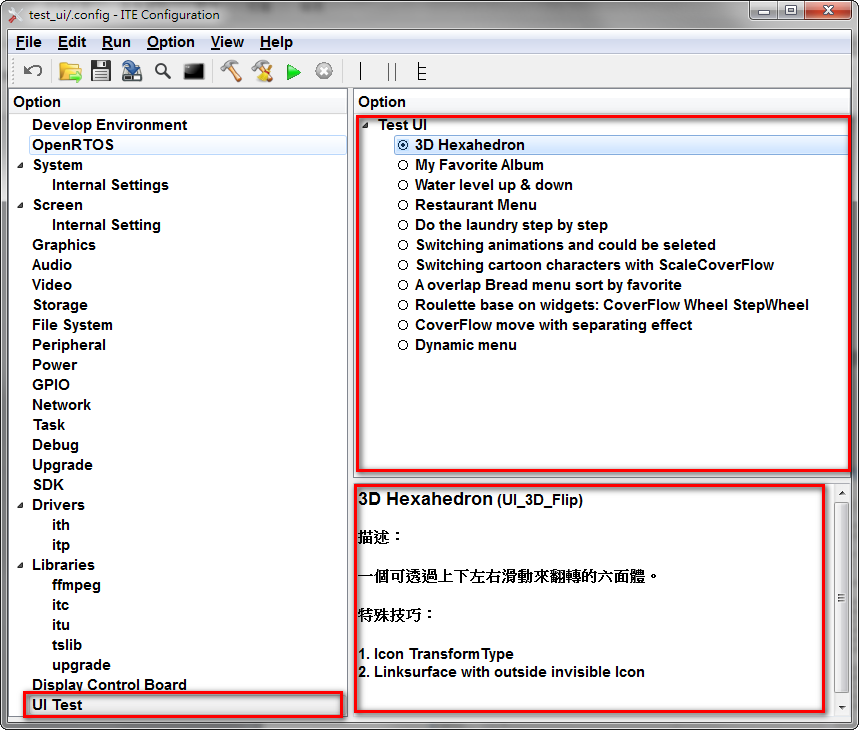 test_ui/.config - ITE Configuration
File Edit Run Option View Help
Option
Develop Environment
OpenRTOS
System
Internal Settings
Screen
Internal Setting
Graphics
Audio
Video
Storage
File System
Peripheral
Power
GPIO
Network
Task
Debug
Upgrade
SDK
Drivers
ith
itp
Libraries
ffmpeg
itc
itu
tslib
upgrade
Display Control Board
UI Test
Option
Test UI
3D Hexahedron
My Favorite Album
Water level up & down
Restaurant Menu
Do the laundry step by step
Switching animations and could be seleted
Switching cartoon characters with ScaleCoverFlow
A overlap Bread menu sort by favorite
Roulette base on widgets: CoverFlow Wheel StepWheel
CoverFlow move with separating effect
Dynamic menu
3D Hexahedron (UI_3D_Flip)
描述：
一個可透過上下左右滑動來翻轉的六面體。
特殊技巧：
1. Icon TransformType
2. Linksurface with outside invisible Icon